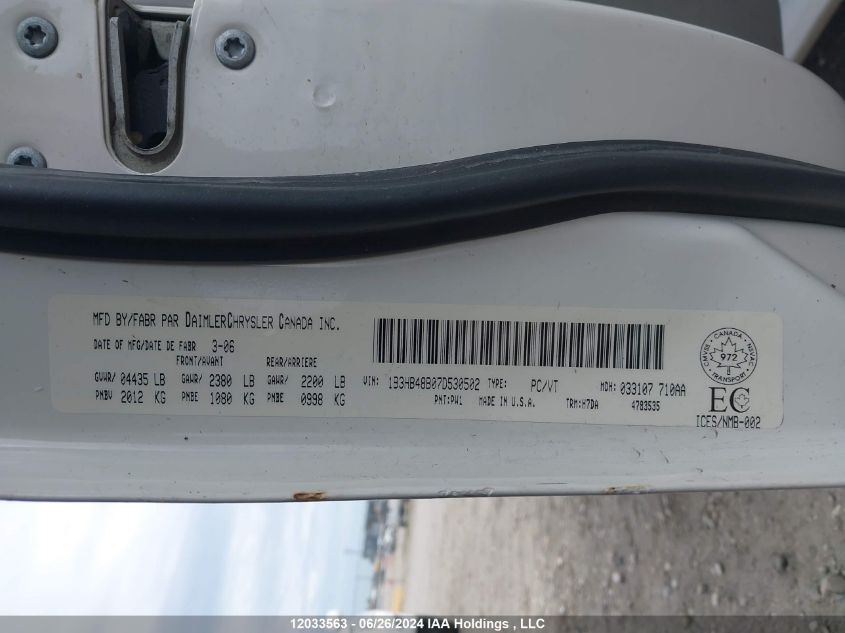 MFD BY/FABR PAR DAIMLERCHRYSLER CANADA INC.
DATE OF MFG/DATE DE FABR 3-06
FRONT/AVANT REAR/ARRIERE
GVWR/ 04435 LB GAWR/ 2380 LB GAWR/ 2200 LB
PNBV 2012 KG PNBE 1080 KG PNBE 0998 KG
VIN: 1B3HB48B07D530502 TYPE: PC/VT MDH: 033107 710AA
PNT:PW1 MADE IN U.S.A. TRM:H7DA 4783535
CANADA
972
TRANSPORT
CMVSS
NSVAC
EC
ICES/NMB-002
12033563 - 06/26/2024 IAA Holdings , LLC